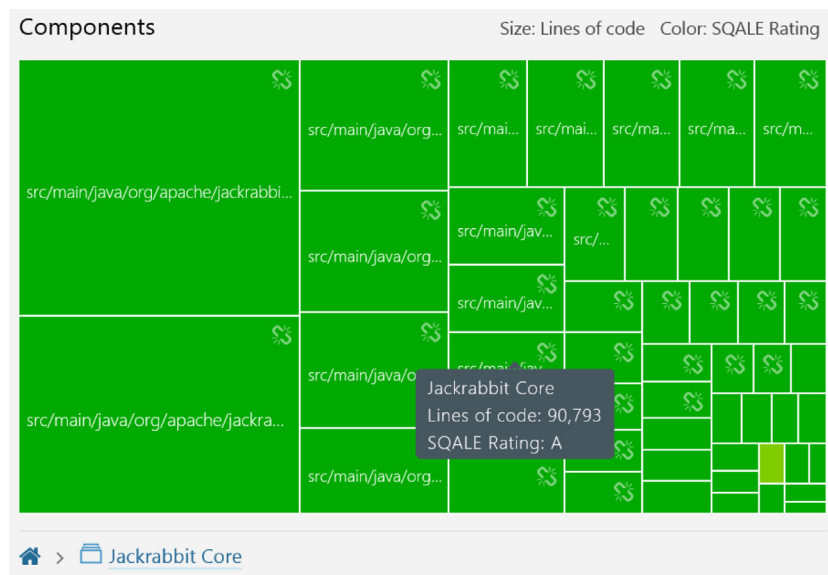 Components
Size: Lines of code Color: SQALE Rating
src/main/java/org/apache/jackrabbi...
src/main/java/org...
src/mai...
src/mai...
src/ma...
src/ma...
src/m...
src/main/java/org...
src/main/jav...
src/...
src/main/jav...
src/main/java/org/apache/jackra...
src/main/java/o
Jackrabbit Core
Lines of code: 90,793
SQALE Rating: A
src/main/java/org...
> Jackrabbit Core